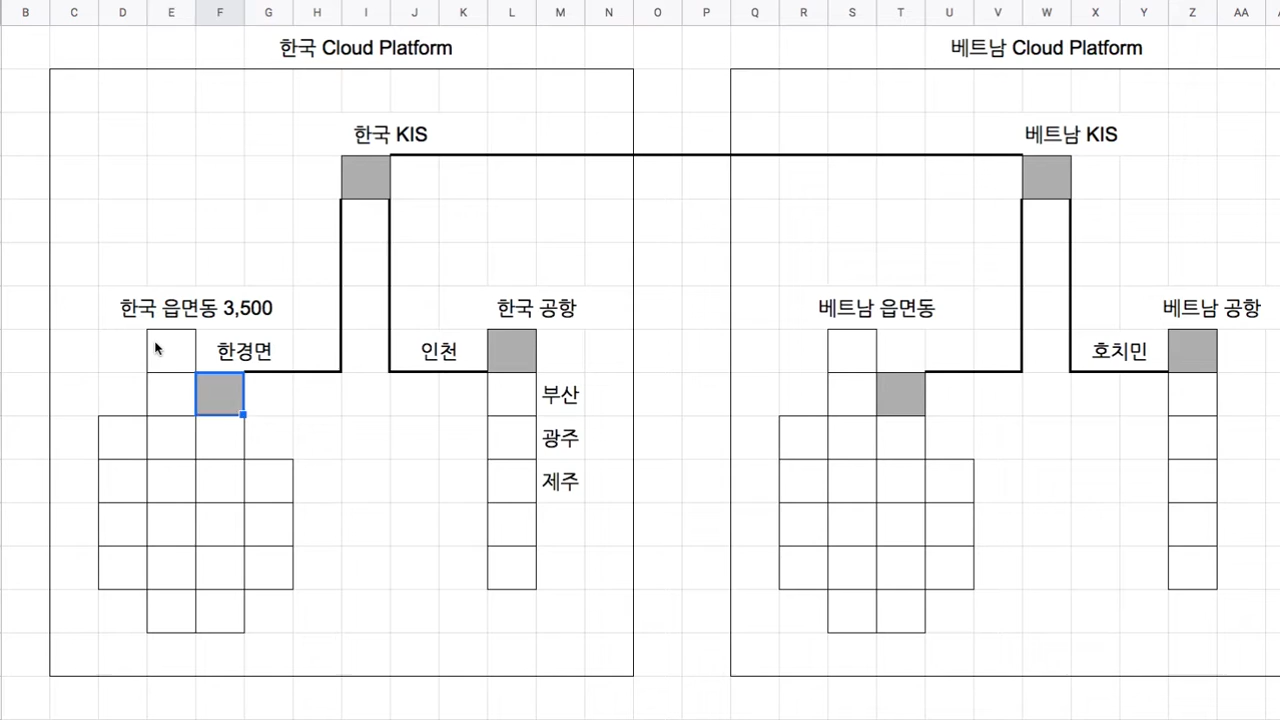 B C D E F G H I J K L M N O P Q R S T U V W X Y Z AA
한국 Cloud Platform
베트남 Cloud Platform
한국 KIS
베트남 KIS
한국 읍면동 3,500
한국 공항
베트남 읍면동
베트남 공항
한경면
인천
호치민
부산
광주
제주